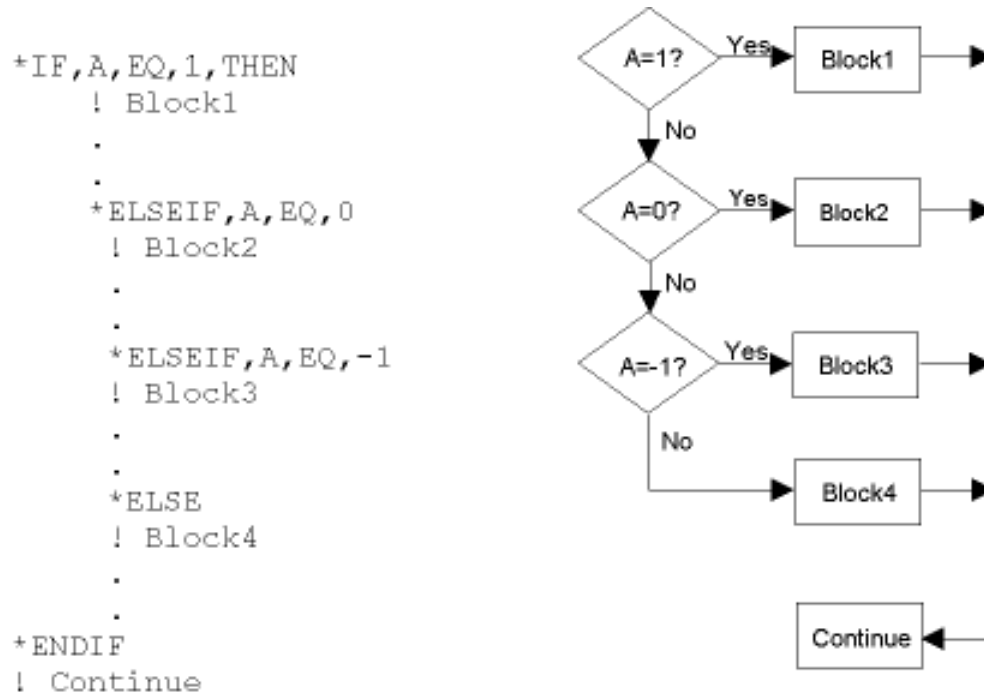 *IF,A,EQ,1,THEN
! Block1
.
.
*ELSEIF,A,EQ,0
! Block2
.
.
*ELSEIF,A,EQ,-1
! Block3
.
.
*ELSE
! Block4
.
.
*ENDIF
! Continue
A=1?
Yes
Block1
No
A=0?
Yes
Block2
No
A=-1?
Yes
Block3
No
Block4
Continue